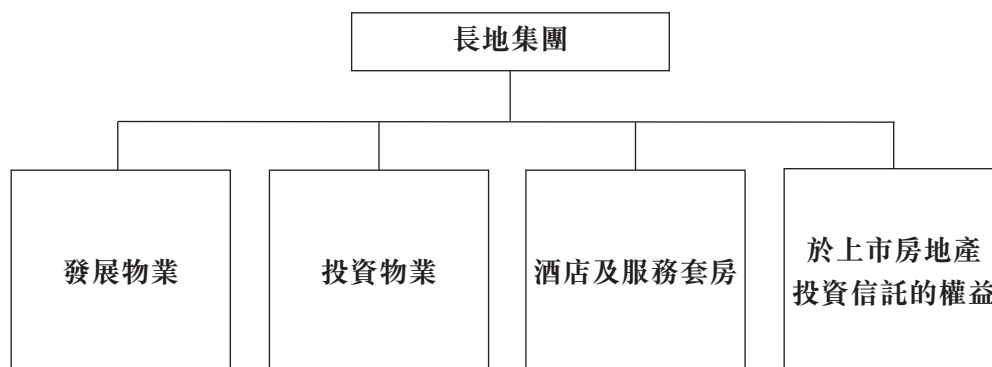 長地集團
發展物業
投資物業
酒店及服務套房
於上市房地產
投資信託的權益